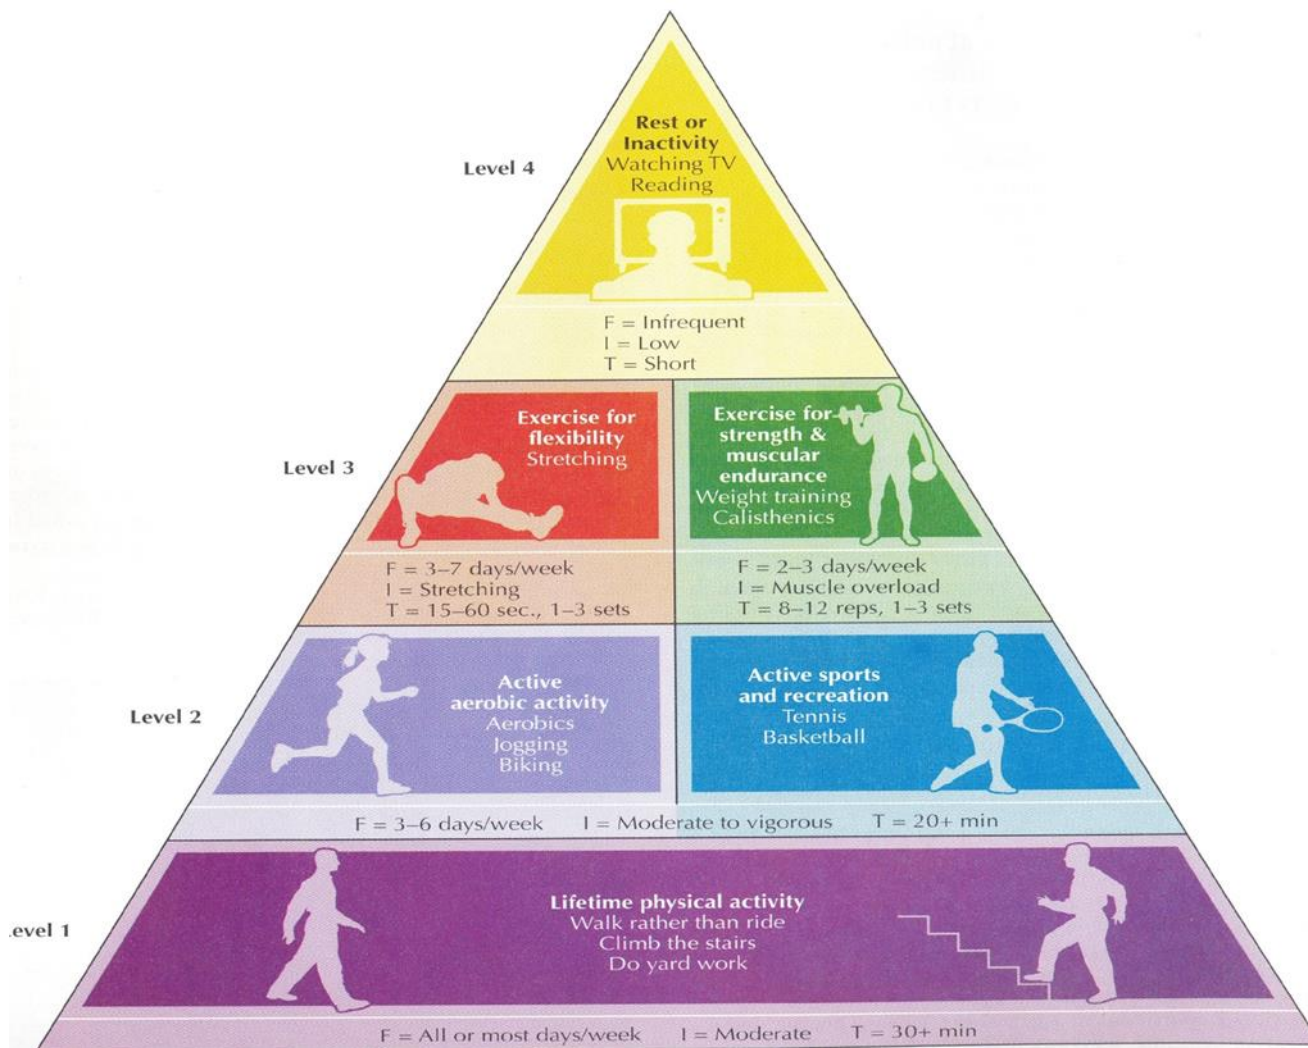 Level 4
Rest or
Inactivity
Watching TV
Reading
F = Infrequent
I = Low
T = Short
Level 3
Exercise for
flexibility
Stretching
F = 3–7 days/week
I = Stretching
T = 15–60 sec., 1–3 sets
Exercise for
strength &
muscular
endurance
Weight training
Calisthenics
F = 2–3 days/week
I = Muscle overload
T = 8–12 reps, 1–3 sets
Level 2
Active
aerobic activity
Aerobics
Jogging
Biking
Active sports
and recreation
Tennis
Basketball
F = 3–6 days/week I = Moderate to vigorous T = 20+ min
Level 1
Lifetime physical activity
Walk rather than ride
Climb the stairs
Do yard work
F = All or most days/week I = Moderate T = 30+ min